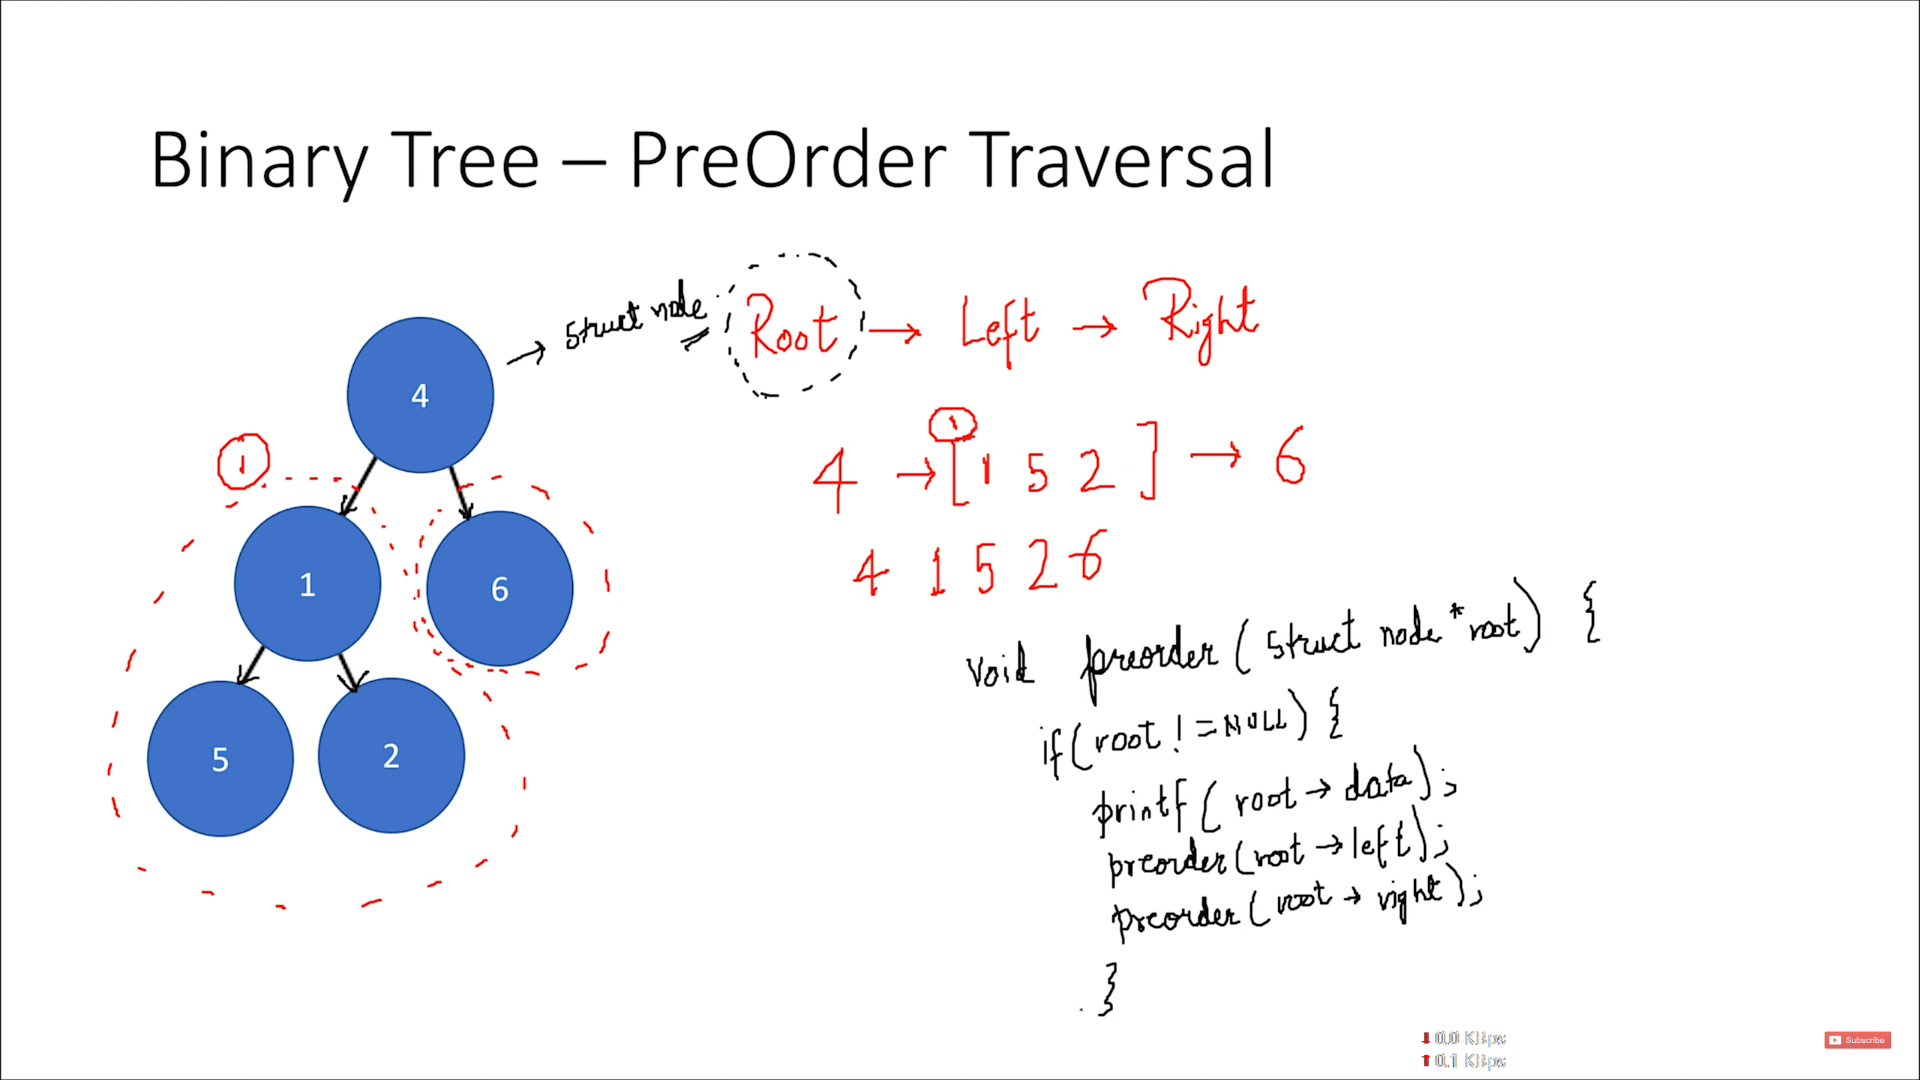 Binary Tree – PreOrder Traversal
4 → struct node
Root → Left → Right
1
1
4 → [ 1 5 2 ] → 6
1
6
4 1 5 2 6
5
2
void preorder ( struct node *root) {
if ( root != NULL ) {
printf ( root → data );
preorder ( root → left );
preorder ( root → right );
}
0.0 KBps
0.1 KBps
Subscribe